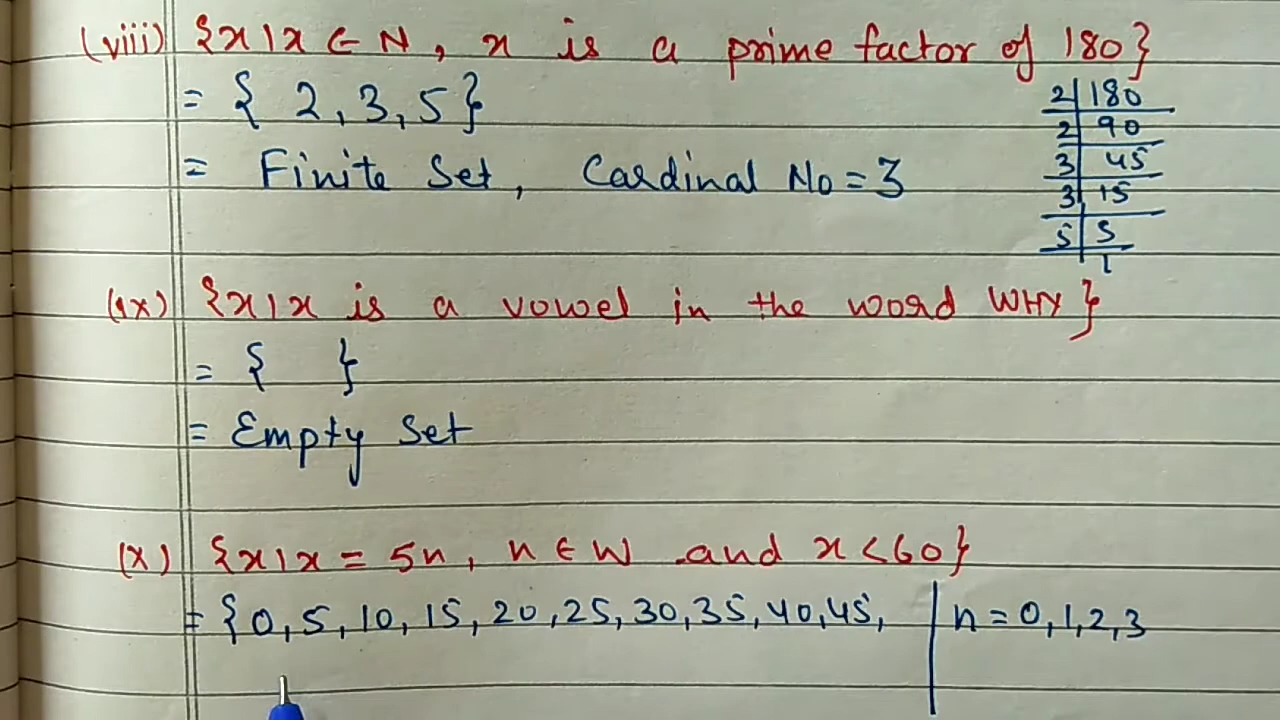 (viii) {x | x ∈ N, x is a prime factor of 180}
= { 2, 3, 5}
= Finite Set, Cardinal No = 3
2 | 180
2 | 90
3 | 45
3 | 15
5 | 5
1
(ix) {x | x is a vowel in the word WHY}
= { }
= Empty Set
(x) {x | x = 5n, n ∈ W and x < 60}
= {0, 5, 10, 15, 20, 25, 30, 35, 40, 45, | n = 0, 1, 2, 3